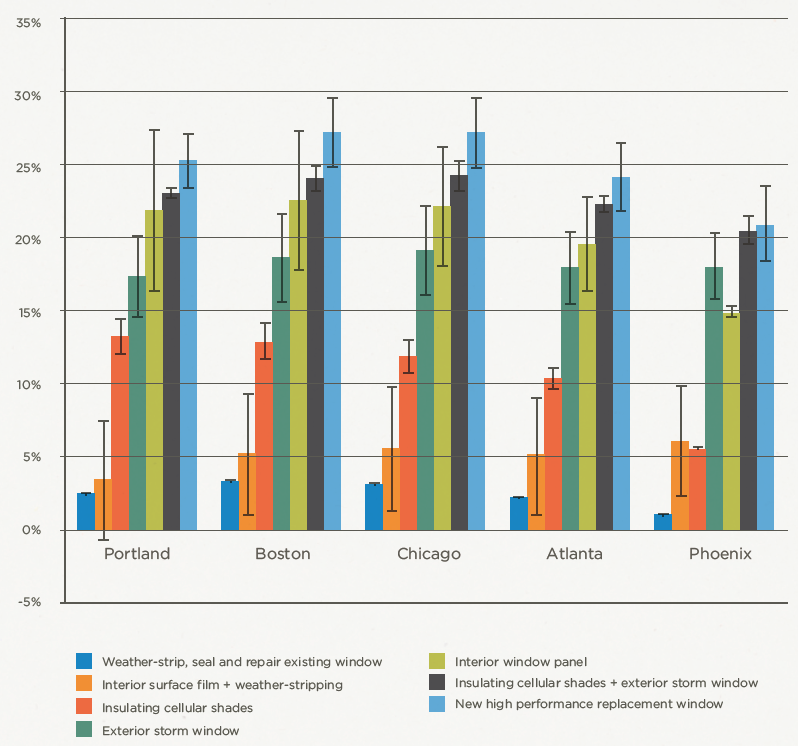 35%
30%
25%
20%
15%
10%
5%
0%
-5%
Portland Boston Chicago Atlanta Phoenix
Weather-strip, seal and repair existing window
Interior surface film + weather-stripping
Insulating cellular shades
Exterior storm window
Interior window panel
Insulating cellular shades + exterior storm window
New high performance replacement window